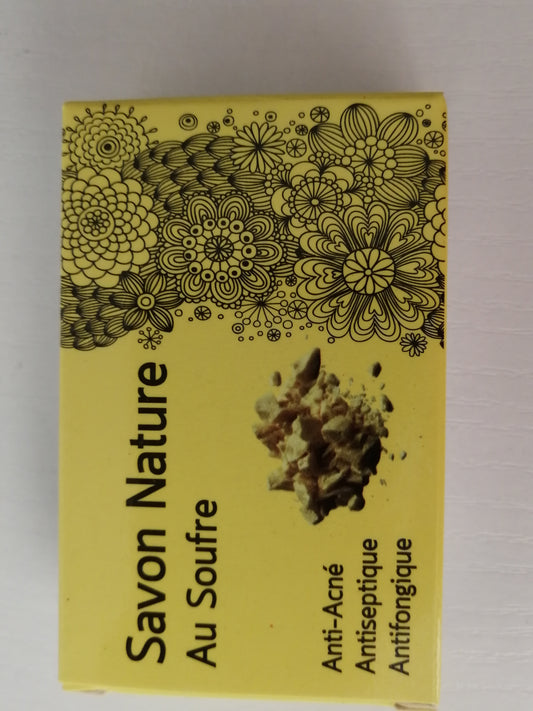 Savon Nature
Au Soufre
Anti-Acné
Antiseptique
Antifongique